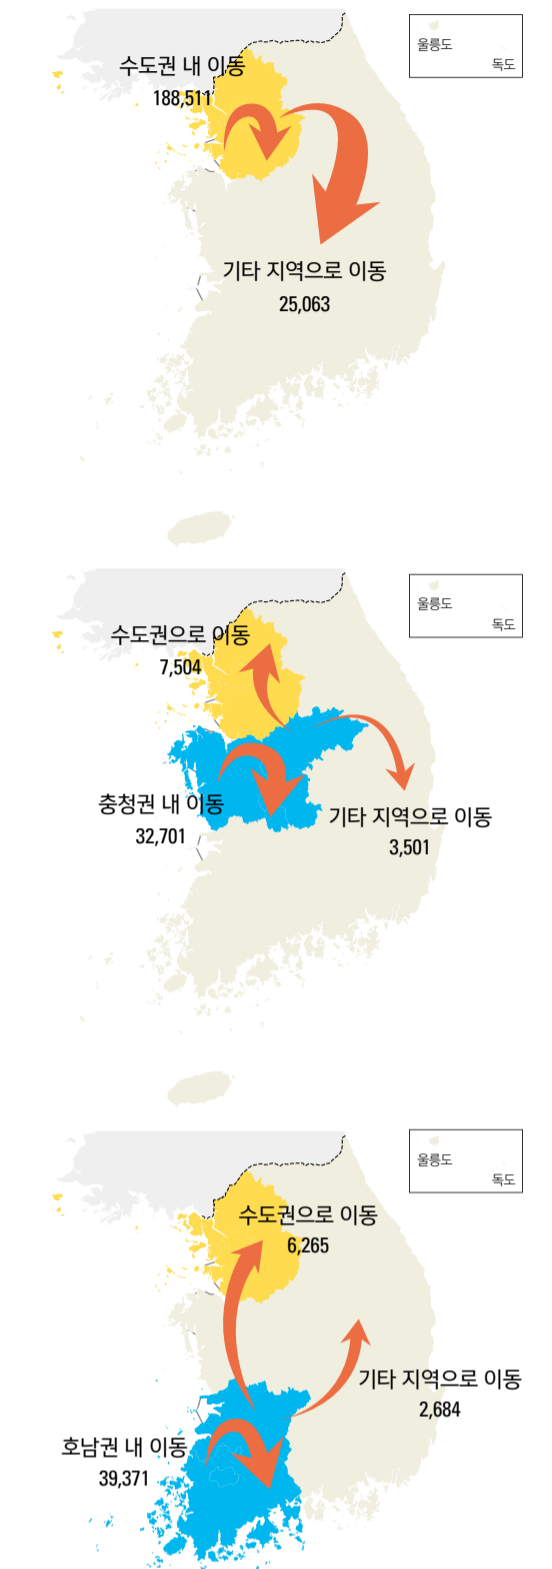 울릉도
독도
수도권 내 이동
188,511
기타 지역으로 이동
25,063
울릉도
독도
수도권으로 이동
7,504
충청권 내 이동
32,701
기타 지역으로 이동
3,501
울릉도
독도
수도권으로 이동
6,265
기타 지역으로 이동
2,684
호남권 내 이동
39,371